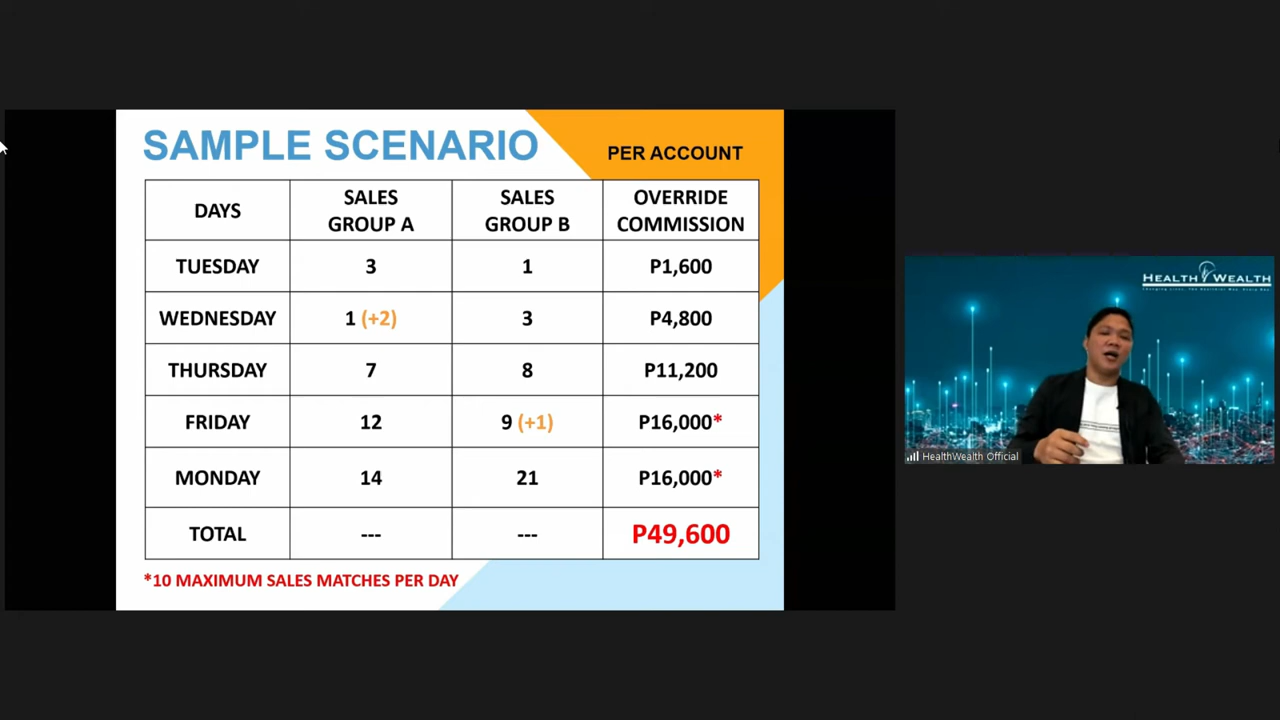 SAMPLE SCENARIO
PER ACCOUNT
DAYS
SALES
GROUP A
SALES
GROUP B
OVERRIDE
COMMISSION
TUESDAY 3 1 P1,600
WEDNESDAY 1 (+2) 3 P4,800
THURSDAY 7 8 P11,200
FRIDAY 12 9 (+1) P16,000*
MONDAY 14 21 P16,000*
TOTAL --- --- P49,600
*10 MAXIMUM SALES MATCHES PER DAY
HEALTH WEALTH
HealthWealth Official